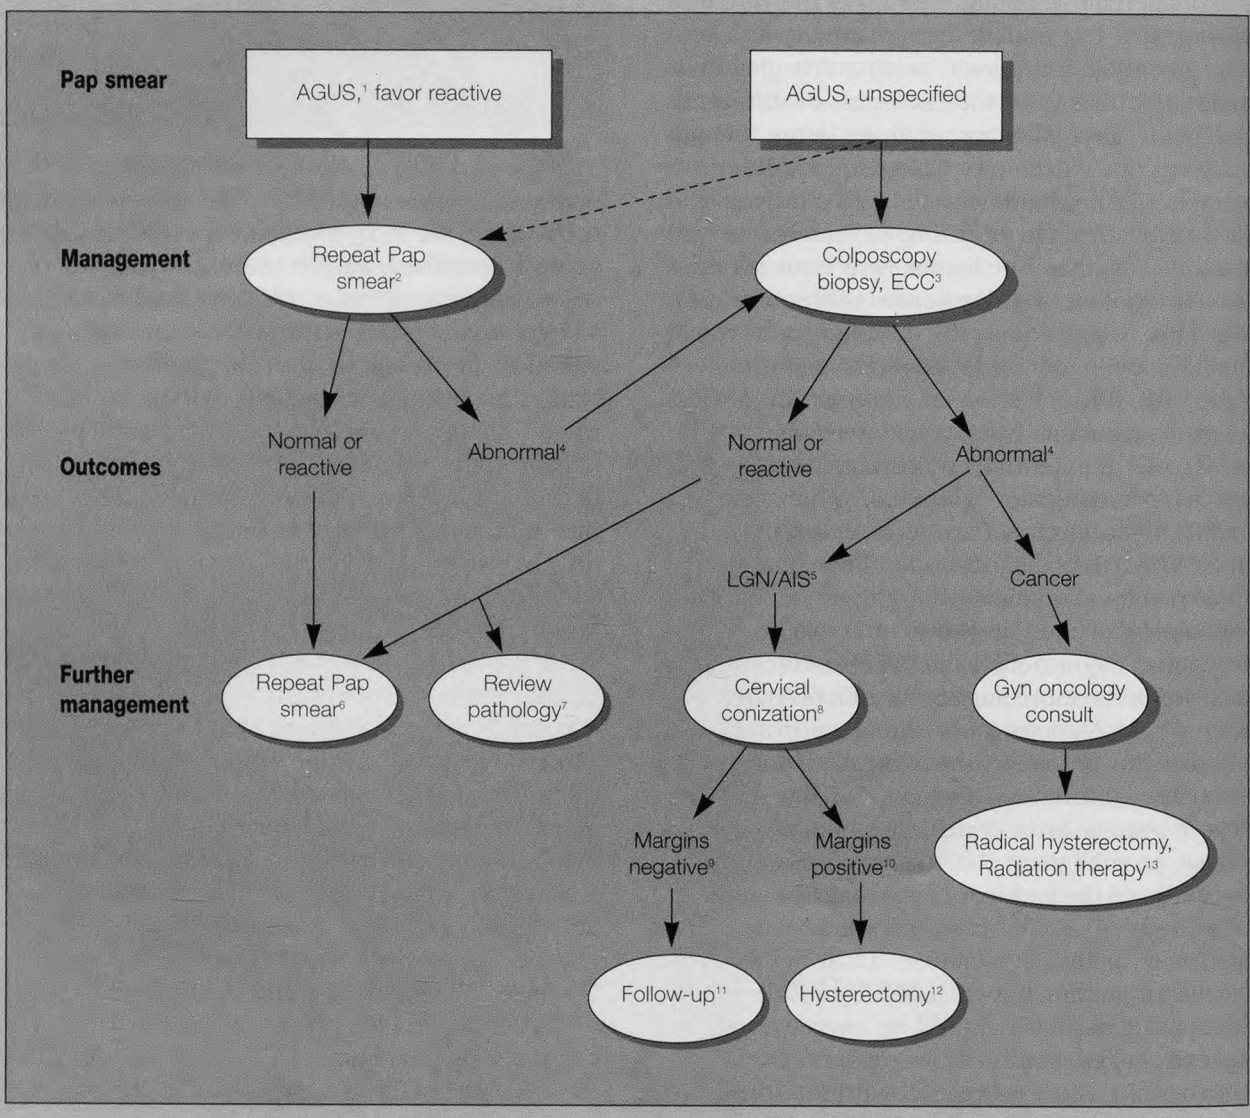 Pap smear
AGUS,¹ favor reactive
AGUS, unspecified
Management
Repeat Pap
smear²
Colposcopy
biopsy, ECC³
Outcomes
Normal or
reactive
Abnormal⁴
Normal or
reactive
Abnormal⁴
LGN/AIS⁵
Cancer
Further
management
Repeat Pap
smear⁶
Review
pathology⁷
Cervical
conization⁸
Gyn oncology
consult
Margins
negative⁹
Margins
positive¹⁰
Radical hysterectomy,
Radiation therapy¹³
Follow-up¹¹
Hysterectomy¹²